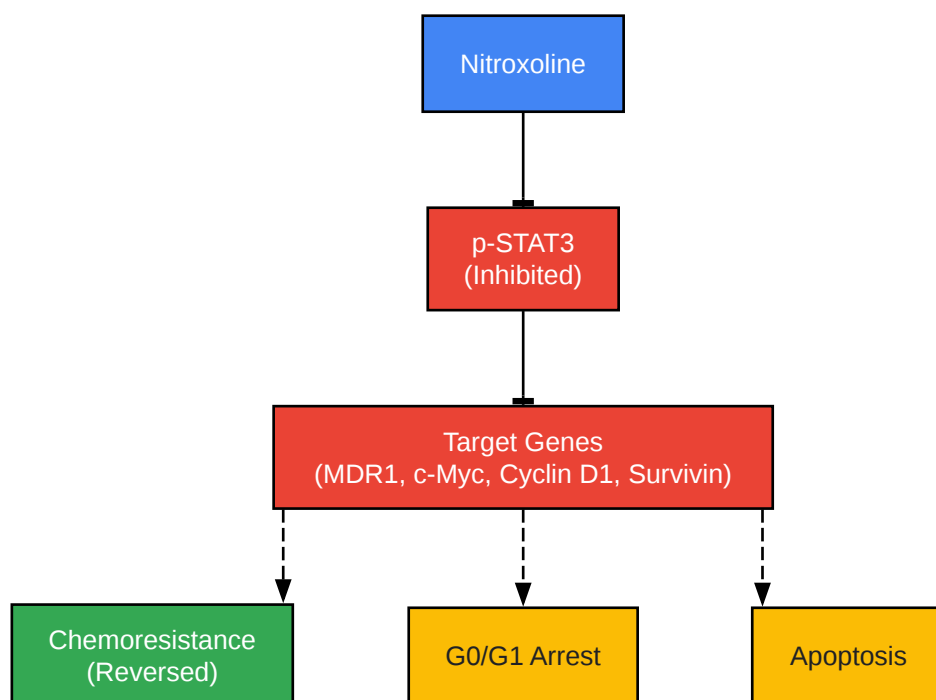 Nitroxoline
p-STAT3
(Inhibited)
Target Genes
(MDR1, c-Myc, Cyclin D1, Survivin)
Chemoresistance
(Reversed)
G0/G1 Arrest
Apoptosis